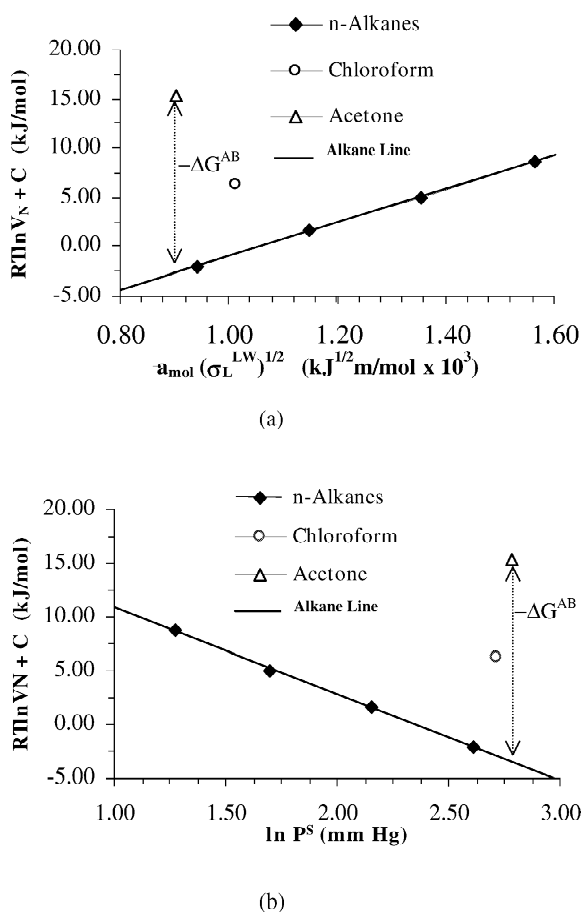 (a)
20.00
15.00
10.00
5.00
0.00
-5.00
RTlnV_N + C (kJ/mol)
n-Alkanes
Chloroform
Acetone
Alkane Line
−ΔG^AB
0.80 1.00 1.20 1.40 1.60
a_mol (σ_L^LW)^1/2 (kJ^1/2 m/mol x 10^3)
(a)
20.00
15.00
10.00
5.00
0.00
-5.00
RTlnVN + C (kJ/mol)
n-Alkanes
Chloroform
Acetone
Alkane Line
−ΔG^AB
1.00 1.50 2.00 2.50 3.00
ln P^S (mm Hg)
(b)